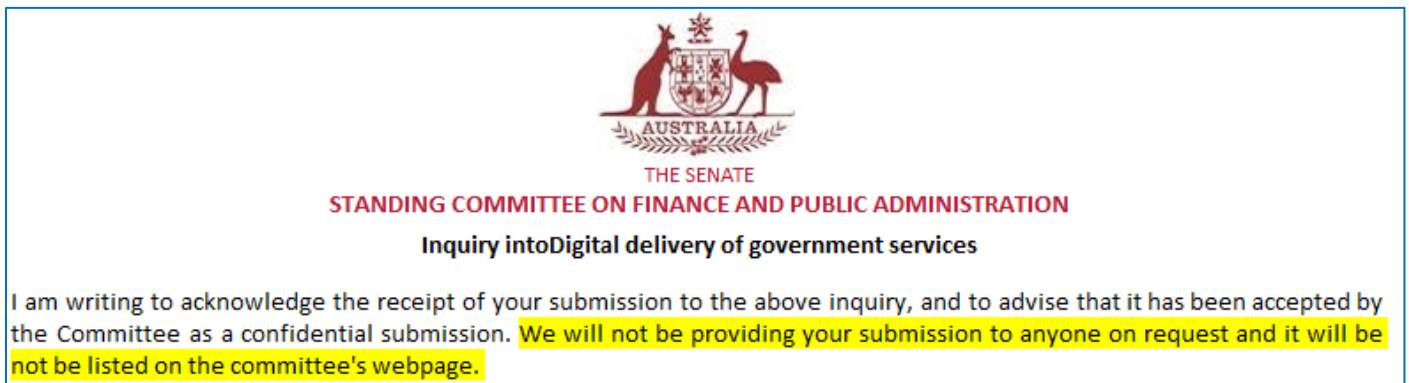 AUSTRALIA
THE SENATE
STANDING COMMITTEE ON FINANCE AND PUBLIC ADMINISTRATION
Inquiry intoDigital delivery of government services
I am writing to acknowledge the receipt of your submission to the above inquiry, and to advise that it has been accepted by
the Committee as a confidential submission. We will not be providing your submission to anyone on request and it will be
not be listed on the committee's webpage.